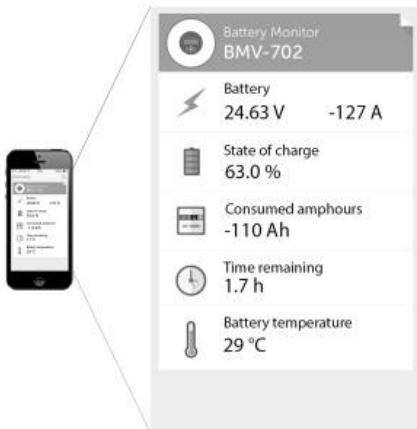 Battery Monitor
BMV-702
Battery
24.63 V -127 A
State of charge
63.0 %
Consumed amphours
-110 Ah
Time remaining
1.7 h
Battery temperature
29 °C